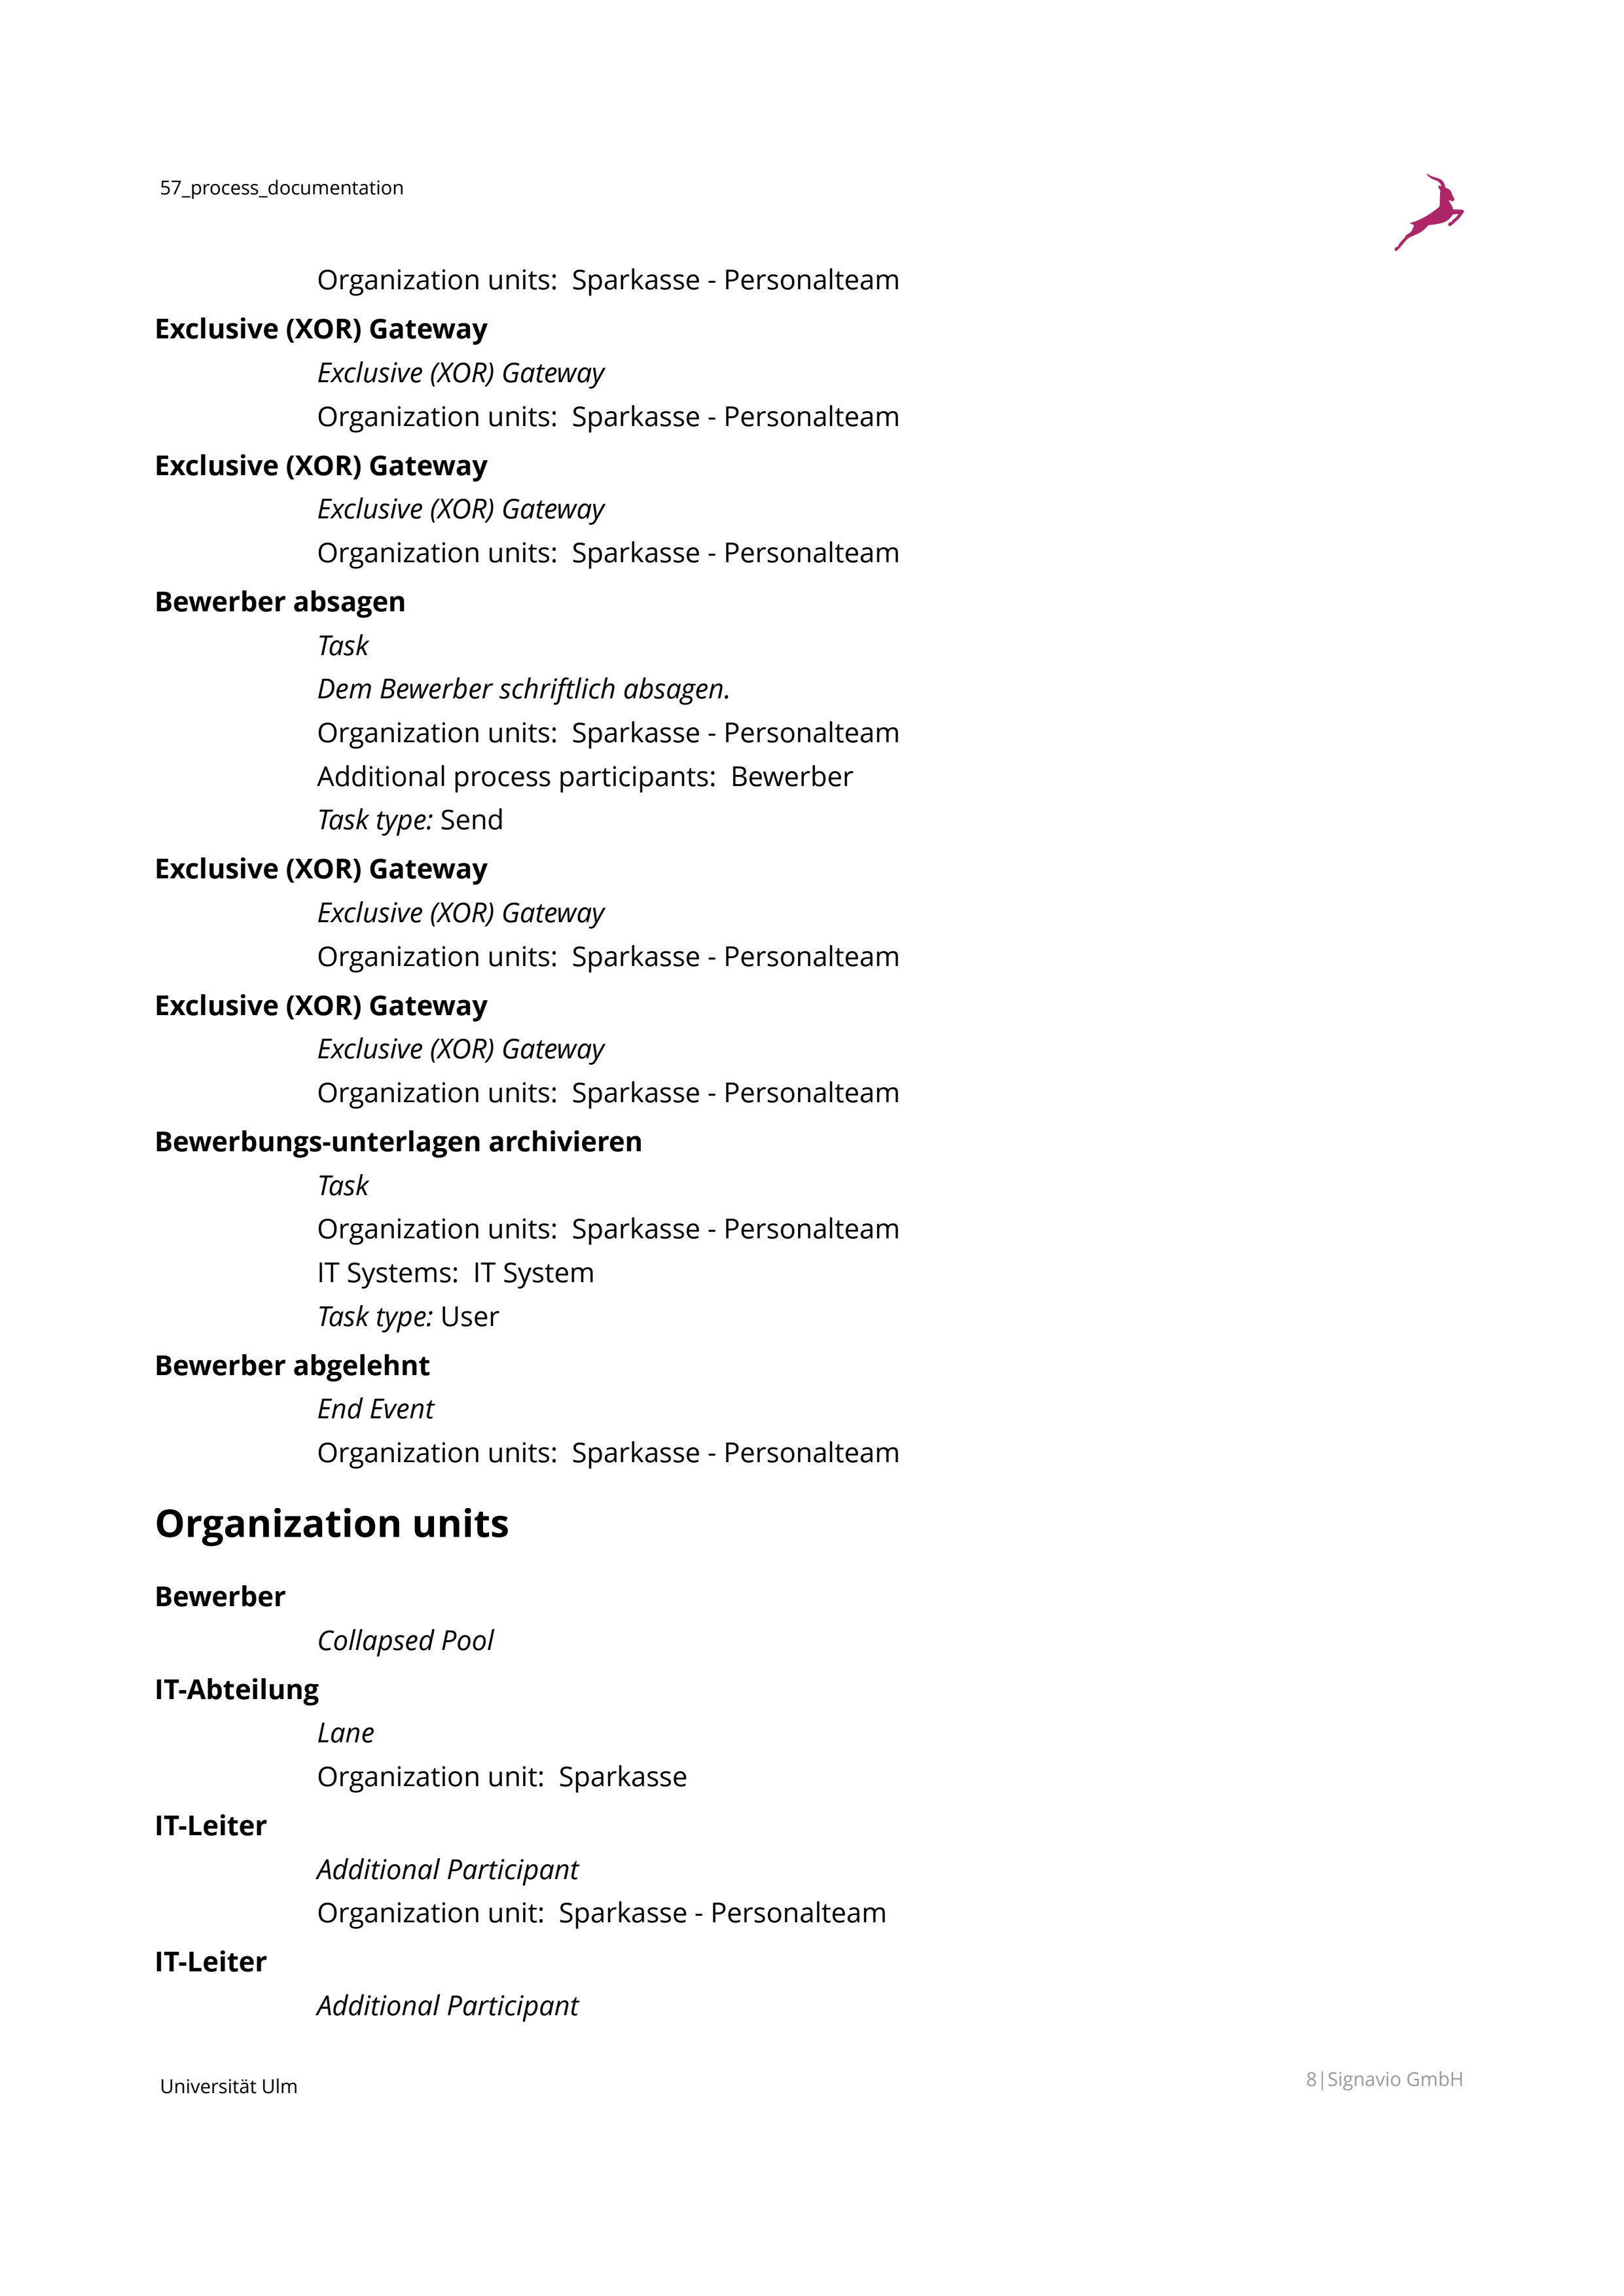 57_process_documentation
Organization units: Sparkasse - Personalteam
Exclusive (XOR) Gateway
Exclusive (XOR) Gateway
Organization units: Sparkasse - Personalteam
Exclusive (XOR) Gateway
Exclusive (XOR) Gateway
Organization units: Sparkasse - Personalteam
Bewerber absagen
Task
Dem Bewerber schriftlich absagen.
Organization units: Sparkasse - Personalteam
Additional process participants: Bewerber
Task type: Send
Exclusive (XOR) Gateway
Exclusive (XOR) Gateway
Organization units: Sparkasse - Personalteam
Exclusive (XOR) Gateway
Exclusive (XOR) Gateway
Organization units: Sparkasse - Personalteam
Bewerbungs-unterlagen archivieren
Task
Organization units: Sparkasse - Personalteam
IT Systems: IT System
Task type: User
Bewerber abgelehnt
End Event
Organization units: Sparkasse - Personalteam
Organization units
Bewerber
Collapsed Pool
IT-Abteilung
Lane
Organization unit: Sparkasse
IT-Leiter
Additional Participant
Organization unit: Sparkasse - Personalteam
IT-Leiter
Additional Participant
Universität Ulm
8|Signavio GmbH